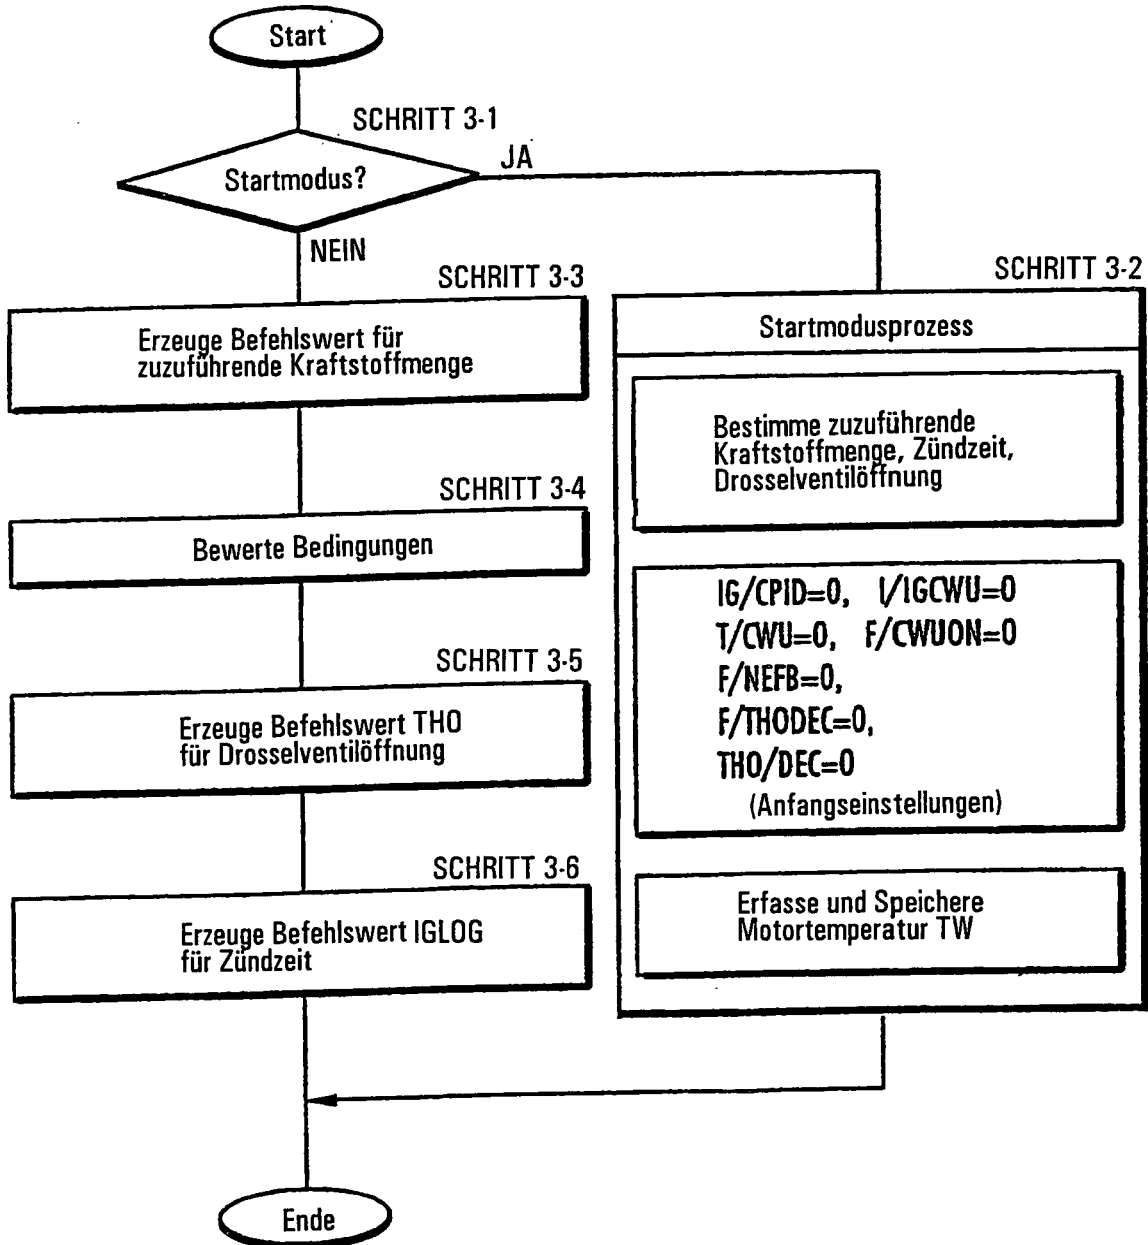 Start
SCHRITT 3-1
Startmodus?
JA
NEIN
SCHRITT 3-3
Erzeuge Befehlswert für
zuzuführende Kraftstoffmenge
SCHRITT 3-4
Bewerte Bedingungen
SCHRITT 3-5
Erzeuge Befehlswert THO
für Drosselventilöffnung
SCHRITT 3-6
Erzeuge Befehlswert IGLOG
für Zündzeit
SCHRITT 3-2
Startmodusprozess
Bestimme zuzuführende
Kraftstoffmenge, Zündzeit,
Drosselventilöffnung
IG/CPID=0, I/IGCWU=0
T/CWU=0, F/CWUON=0
F/NEFB=0,
F/THODEC=0,
THO/DEC=0
(Anfangseinstellungen)
Erfasse und Speichere
Motortemperatur TW
Ende